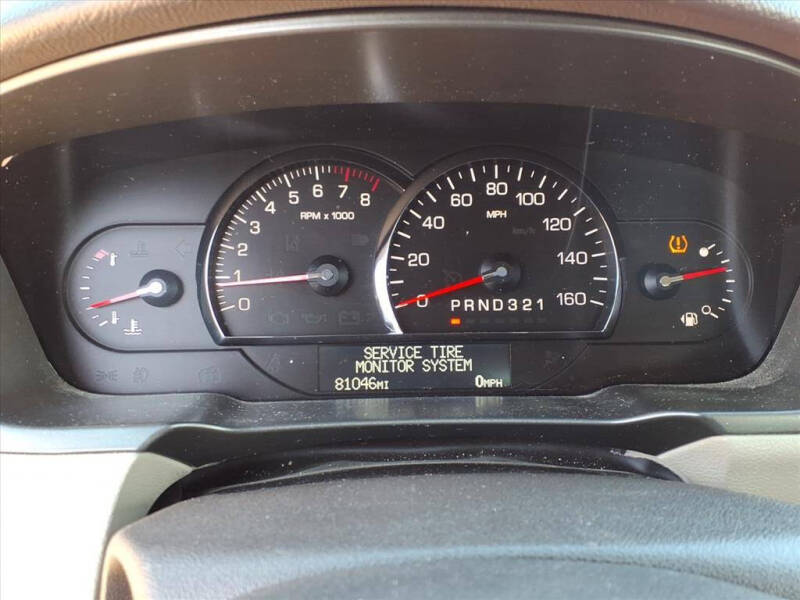 0 1 2 3 4 5 6 7 8
RPM x 1000
0 20 40 60 80 100 120 140 160
MPH
km/h
PRND321
SERVICE TIRE
MONITOR SYSTEM
81046MI 0MPH